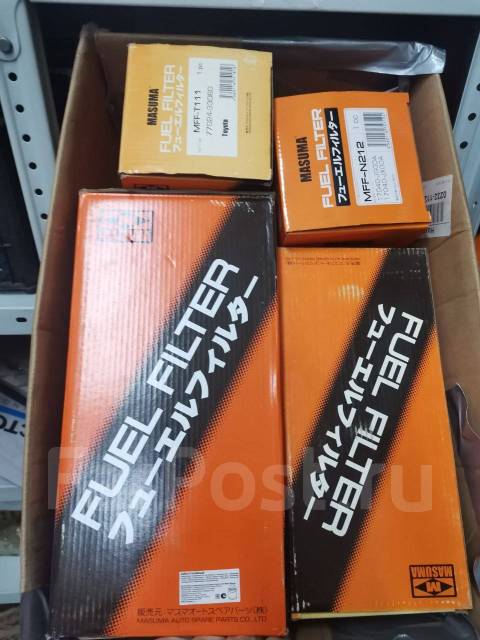 MASUMA
FUEL FILTER
フューエルフィルター
MFF-T111
1 pc
Toyota
MASUMA
FUEL FILTER
フューエルフィルター
MFF-N212
1 pc
FUEL FILTER
フューエルフィルター
販売元:マスマオートスペアパーツ(株)
MASUMA AUTO SPARE PARTS CO.,LTD
FUEL FILTER
フューエルフィルター
M
MASUMA
FarPost.ru